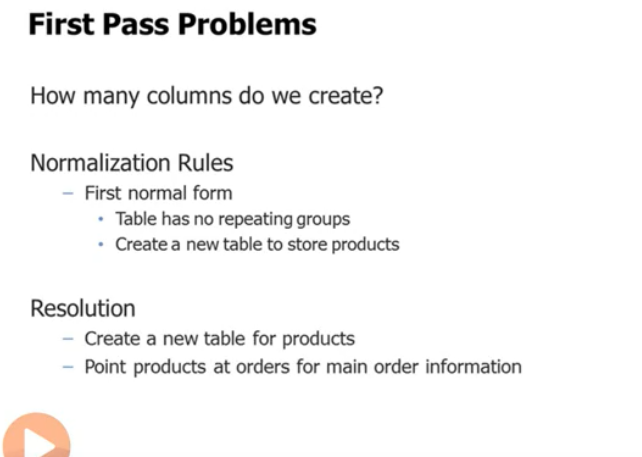 First Pass Problems
How many columns do we create?
Normalization Rules
– First normal form
• Table has no repeating groups
• Create a new table to store products
Resolution
– Create a new table for products
– Point products at orders for main order information